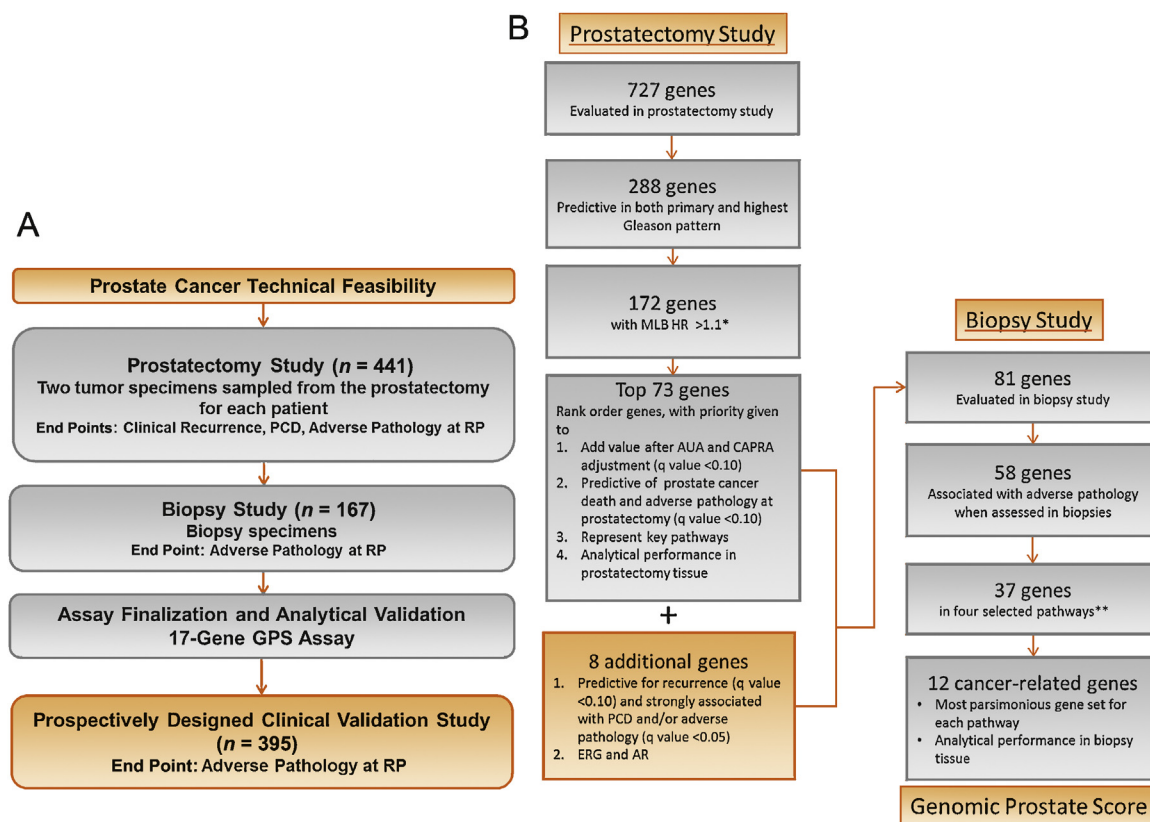 A
Prostate Cancer Technical Feasibility
Prostatectomy Study (n = 441)
Two tumor specimens sampled from the prostatectomy
for each patient
End Points: Clinical Recurrence, PCD, Adverse Pathology at RP
Biopsy Study (n = 167)
Biopsy specimens
End Point: Adverse Pathology at RP
Assay Finalization and Analytical Validation
17-Gene GPS Assay
Prospectively Designed Clinical Validation Study
(n = 395)
End Point: Adverse Pathology at RP
B
Prostatectomy Study
727 genes
Evaluated in prostatectomy study
288 genes
Predictive in both primary and highest
Gleason pattern
172 genes
with MLB HR >1.1*
Top 73 genes
Rank order genes, with priority given
to
1. Add value after AUA and CAPRA
adjustment (q value <0.10)
2. Predictive of prostate cancer
death and adverse pathology at
prostatectomy (q value <0.10)
3. Represent key pathways
4. Analytical performance in
prostatectomy tissue
+
8 additional genes
1. Predictive for recurrence (q value
<0.10) and strongly associated
with PCD and/or adverse
pathology (q value <0.05)
2. ERG and AR
Biopsy Study
81 genes
Evaluated in biopsy study
58 genes
Associated with adverse pathology
when assessed in biopsies
37 genes
in four selected pathways**
12 cancer-related genes
• Most parsimonious gene set for
each pathway
• Analytical performance in biopsy
tissue
Genomic Prostate Score